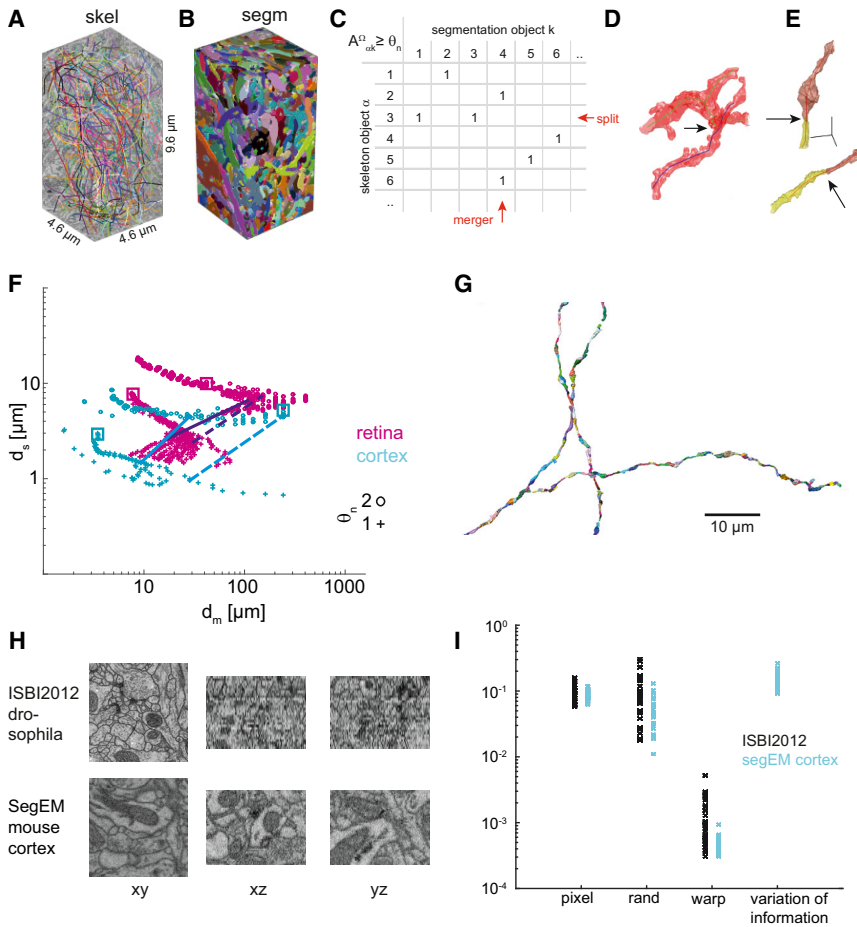 A
skel
4.6 µm
4.6 µm
9.6 µm
B
segm
C
A^Ω_αk ≥ θ_n
segmentation object k
1 2 3 4 5 6 ..
skeleton object α
1 1
2 1
3 1 1
split
4 1
5 1
6 1
..
merger
D
E
F
d_s [µm]
10
1
10 100 1000
d_m [µm]
retina
cortex
θ_n
2 o
1 +
G
10 µm
H
ISBI2012
dro-
sophila
SegEM
mouse
cortex
xy xz yz
I
10^0
10^-1
10^-2
10^-3
10^-4
ISBI2012
segEM cortex
pixel rand warp variation of
information